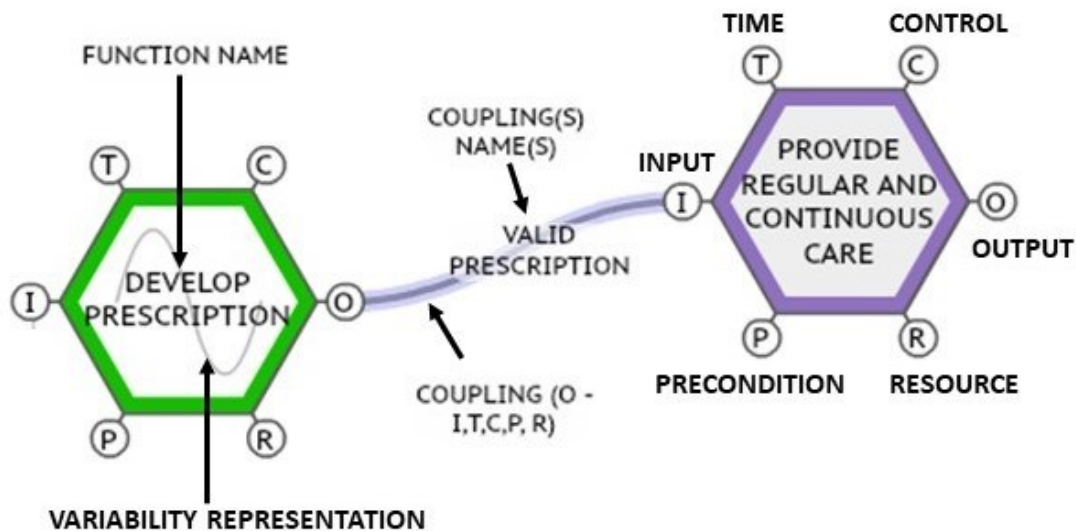 TIME
CONTROL
FUNCTION NAME
T
C
COUPLING(S)
NAME(S)
INPUT
PROVIDE
REGULAR AND
CONTINUOUS
CARE
I
O
OUTPUT
T
C
VALID
PRESCRIPTION
DEVELOP
PRESCRIPTION
I
O
P
R
PRECONDITION
RESOURCE
COUPLING (O -
I,T,C,P, R)
P
R
VARIABILITY REPRESENTATION